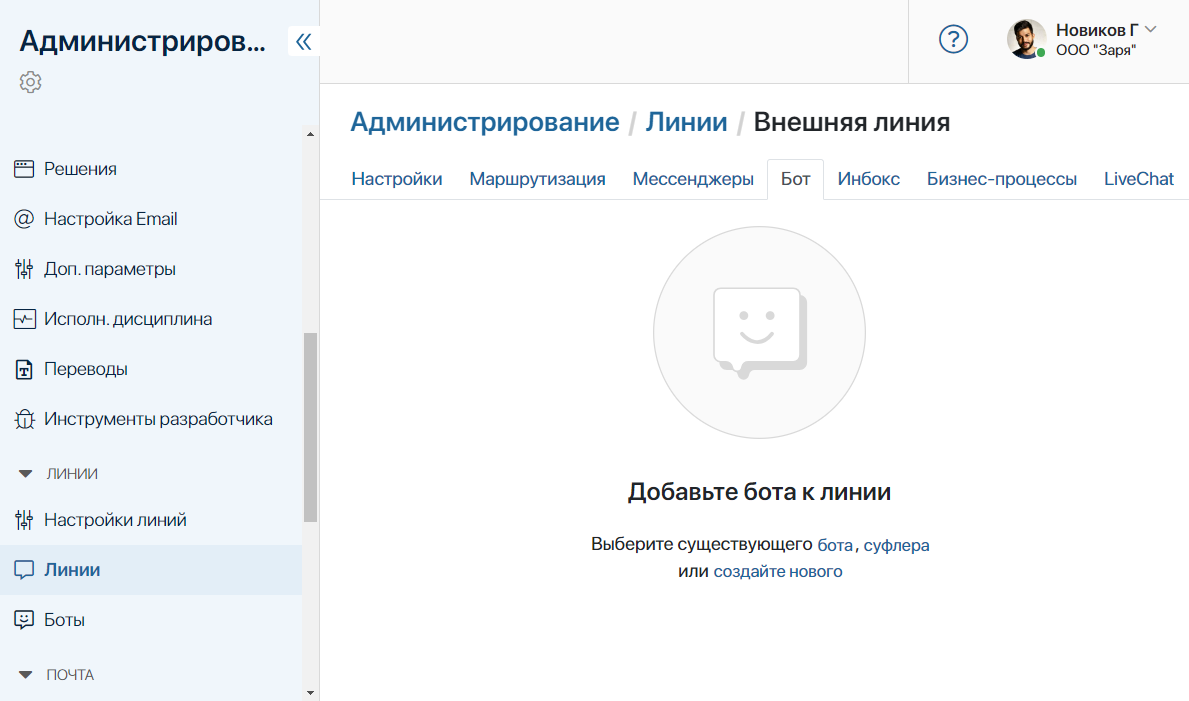 Администриров...
Решения
Настройка Email
Доп. параметры
Исполн. дисциплина
Переводы
Инструменты разработчика
ЛИНИИ
Настройки линий
Линии
Боты
ПОЧТА
Новиков Г
ООО "Заря"
Администрирование / Линии / Внешняя линия
Настройки Маршрутизация Мессенджеры Бот Инбокс Бизнес-процессы LiveChat
Добавьте бота к линии
Выберите существующего бота, суфлера
или создайте нового